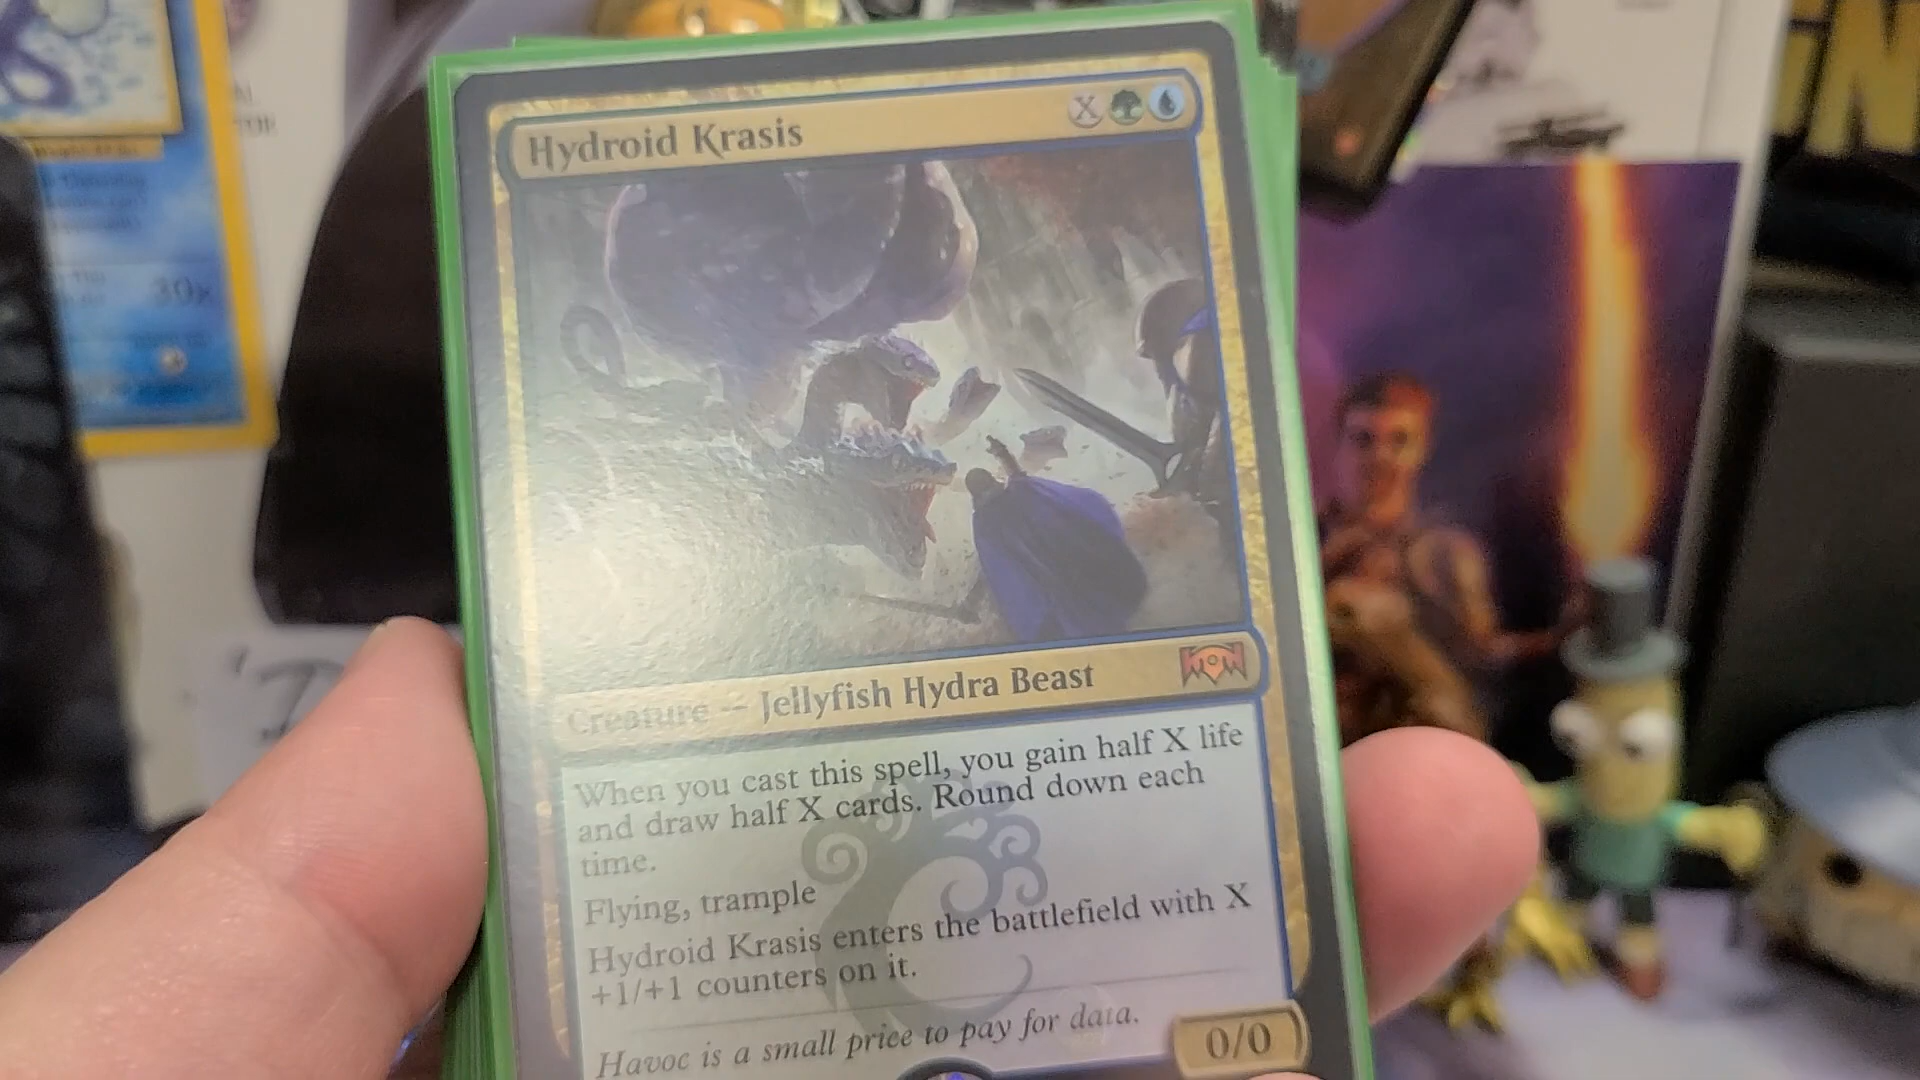 Hydroid Krasis
X
Creature — Jellyfish Hydra Beast
When you cast this spell, you gain half X life
and draw half X cards. Round down each
time.
Flying, trample
Hydroid Krasis enters the battlefield with X
+1/+1 counters on it.
Havoc is a small price to pay for data.
0/0
30